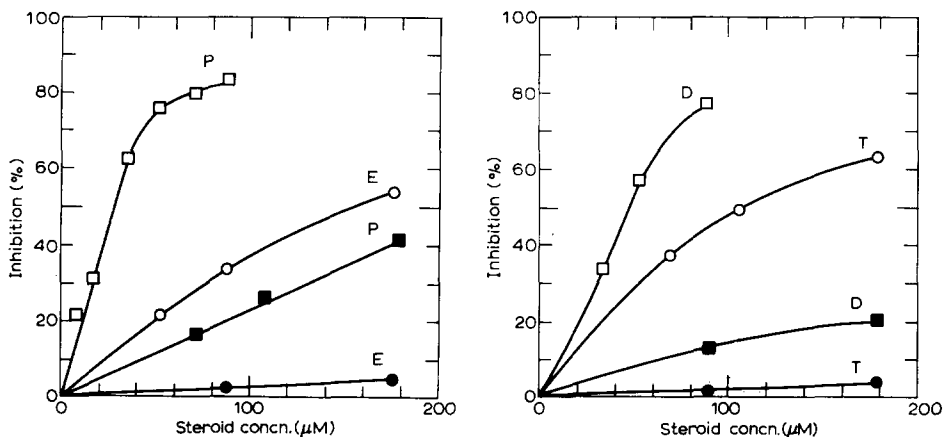 100
80
60
40
20
0
Inhibition (%)
P
E
P
E
0 100 200
Steroid concn. (μM)
100
80
60
40
20
0
Inhibition (%)
D
T
D
T
0 100 200
Steroid concn. (μM)